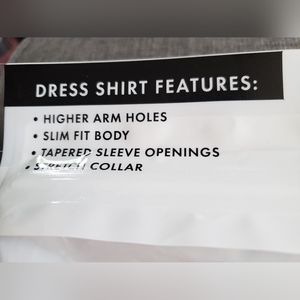 DRESS SHIRT FEATURES:
• HIGHER ARM HOLES
• SLIM FIT BODY
• TAPERED SLEEVE OPENINGS
• STRETCH COLLAR